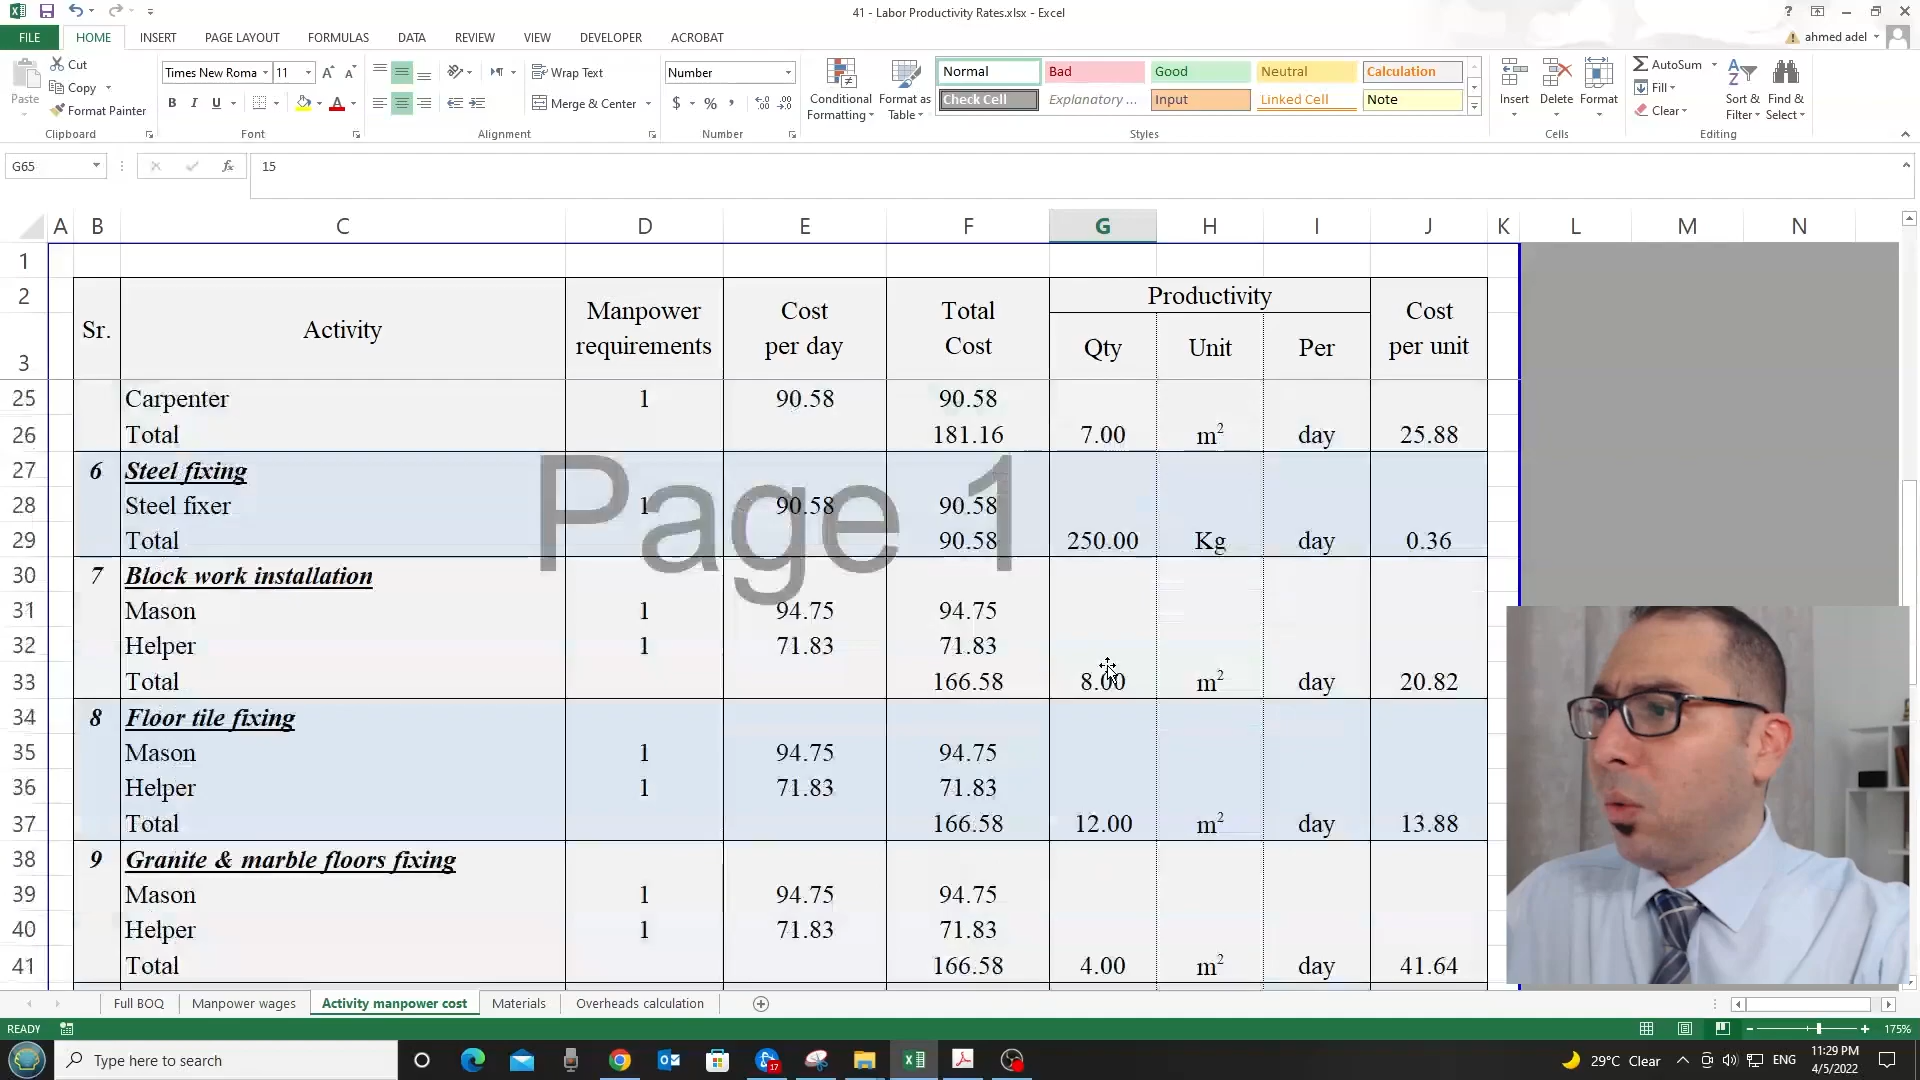 41 - Labor Productivity Rates.xlsx - Excel
FILE HOME INSERT PAGE LAYOUT FORMULAS DATA REVIEW VIEW DEVELOPER ACROBAT ahmed adel
Paste Cut Copy Format Painter
Times New Roma 11
B I U A
Wrap Text
Merge & Center
Number
$ % ,
Conditional Formatting
Format as Table
Normal Bad Good Neutral Calculation
Check Cell Explanatory ... Input Linked Cell Note
Insert Delete Format
AutoSum
Fill
Clear
Sort & Filter
Find & Select
Clipboard Font Alignment Number Styles Cells Editing
G65 fx 15
A B C D E F G H I J K L M N
1
2 Sr. Activity Manpower requirements Cost per day Total Cost Productivity Cost per unit
3 Qty Unit Per
25 Carpenter 1 90.58 90.58
26 Total 181.16 7.00 m² day 25.88
27 6 Steel fixing
28 Steel fixer 1 90.58 90.58
29 Total 90.58 250.00 Kg day 0.36
Page 1
30 7 Block work installation
31 Mason 1 94.75 94.75
32 Helper 1 71.83 71.83
33 Total 166.58 8.00 m² day 20.82
34 8 Floor tile fixing
35 Mason 1 94.75 94.75
36 Helper 1 71.83 71.83
37 Total 166.58 12.00 m² day 13.88
38 9 Granite & marble floors fixing
39 Mason 1 94.75 94.75
40 Helper 1 71.83 71.83
41 Total 166.58 4.00 m² day 41.64
Full BOQ Manpower wages Activity manpower cost Materials Overheads calculation
READY 175%
Type here to search 17 29°C Clear ENG 11:29 PM
4/5/2022